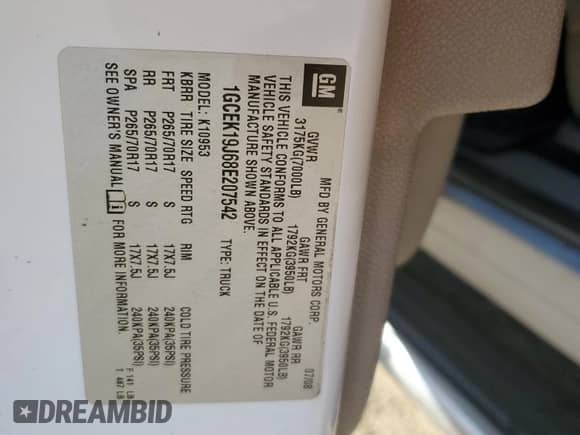 GM
MFD BY GENERAL MOTORS CORP. 07/08
GVWR GAWR FRT GAWR RR
3175KG(7000LB) 1792KG(3950LB) 1792KG(3950LB)
THIS VEHICLE CONFORMS TO ALL APPLICABLE U.S. FEDERAL MOTOR
VEHICLE SAFETY STANDARDS IN EFFECT ON THE DATE OF
MANUFACTURE SHOWN ABOVE.
1GCEK19J68E207542 TYPE: TRUCK
MODEL: K10953
KBRR TIRE SIZE SPEED RTG RIM COLD TIRE PRESSURE
FRT P265/70R17 S 17X7.5J 240KPA(35PSI)
RR P265/70R17 S 17X7.5J 240KPA(35PSI)
SPA P265/70R17 S 17X7.5J 240KPA(35PSI)
SEE OWNER'S MANUAL FOR MORE INFORMATION.
F 141 LB
T 487 LB
DREAMBID